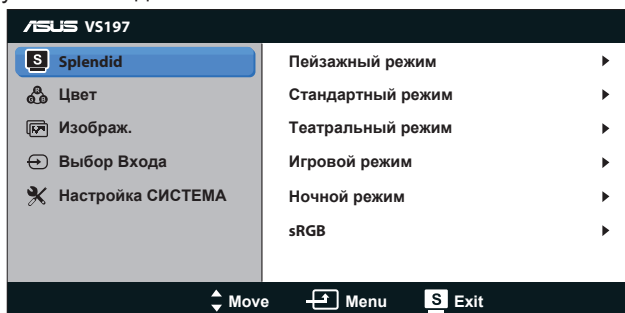 ASUS VS197
S Splendid
Цвет
Изображ.
Выбор Входа
Настройка СИСТЕМА
Пейзажный режим
Стандартный режим
Театральный режим
Игровой режим
Ночной режим
sRGB
Move Menu S Exit